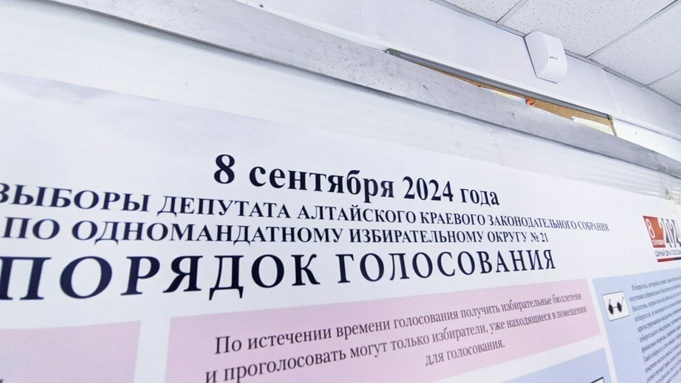 8 сентября 2024 года
ВЫБОРЫ ДЕПУТАТА АЛТАЙСКОГО КРАЕВОГО ЗАКОНОДАТЕЛЬНОГО СОБРАНИЯ
ПО ОДНОМАНДАТНОМУ ИЗБИРАТЕЛЬНОМУ ОКРУГУ № 21
ПОРЯДОК ГОЛОСОВАНИЯ
По истечении времени голосования получить избирательные бюллетени
и проголосовать могут только избиратели, уже находящиеся в помещении
для голосования.
8